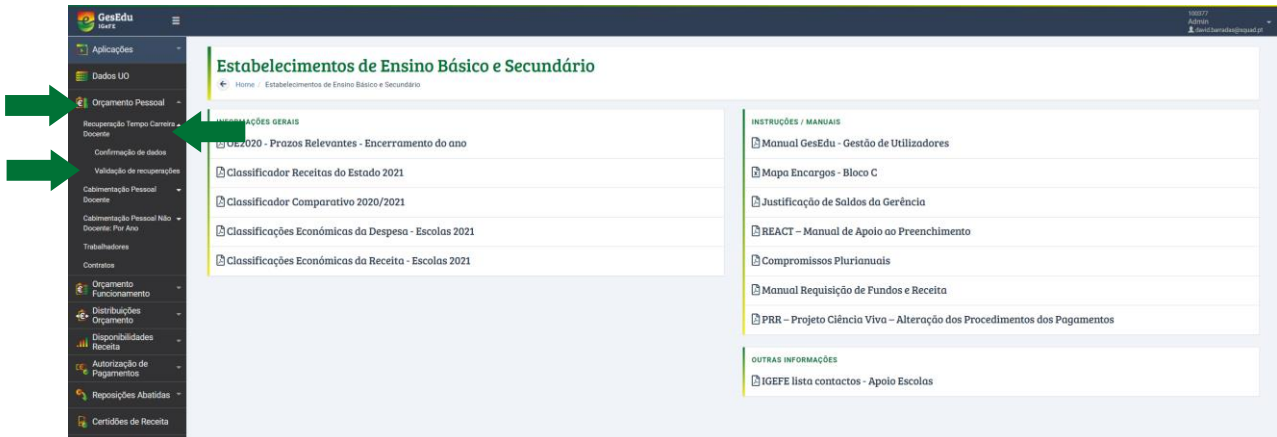 GesEdu
IGeFE
100377
Admin
david.barradas@squad.pt
Aplicações
Dados UO
Orçamento Pessoal
Recuperação Tempo Carreira
Docente
Confirmação de dados
Validação de recuperações
Cabimentação Pessoal
Docente
Cabimentação Pessoal Não
Docente: Por Ano
Trabalhadores
Contratos
Orçamento
Funcionamento
Distribuições
Orçamento
Disponibilidades
Receita
Autorização de
Pagamentos
Reposições Abatidas
Certidões de Receita
Estabelecimentos de Ensino Básico e Secundário
Home / Estabelecimentos de Ensino Básico e Secundário
GERAIS
OE2020 - Prazos Relevantes - Encerramento do ano
Classificador Receitas do Estado 2021
Classificador Comparativo 2020/2021
Classificações Económicas da Despesa - Escolas 2021
Classificações Económicas da Receita - Escolas 2021
INSTRUÇÕES / MANUAIS
Manual GesEdu - Gestão de Utilizadores
Mapa Encargos - Bloco C
Justificação de Saldos da Gerência
REACT – Manual de Apoio ao Preenchimento
Compromissos Plurianuais
Manual Requisição de Fundos e Receita
PRR – Projeto Ciência Viva – Alteração dos Procedimentos dos Pagamentos
OUTRAS INFORMAÇÕES
IGEFE lista contactos - Apoio Escolas